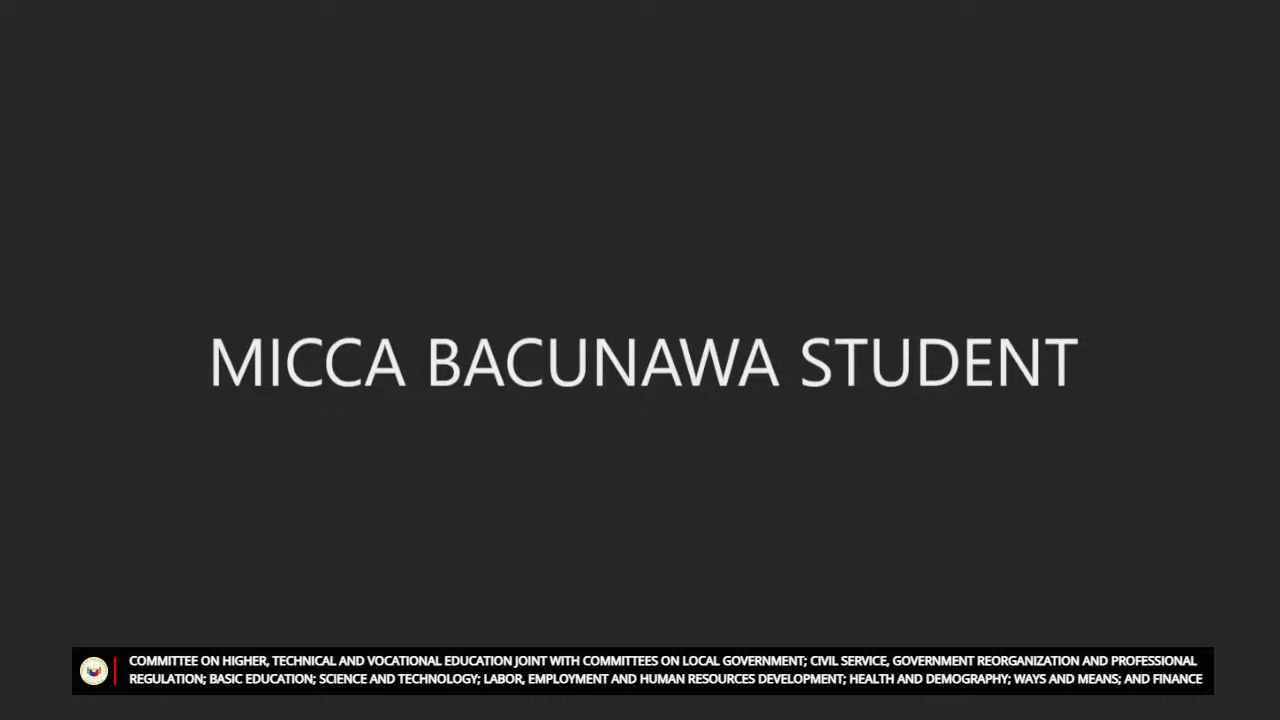 MICCA BACUNAWA STUDENT
COMMITTEE ON HIGHER, TECHNICAL AND VOCATIONAL EDUCATION JOINT WITH COMMITTEES ON LOCAL GOVERNMENT; CIVIL SERVICE, GOVERNMENT REORGANIZATION AND PROFESSIONAL
REGULATION; BASIC EDUCATION; SCIENCE AND TECHNOLOGY; LABOR, EMPLOYMENT AND HUMAN RESOURCES DEVELOPMENT; HEALTH AND DEMOGRAPHY; WAYS AND MEANS; AND FINANCE